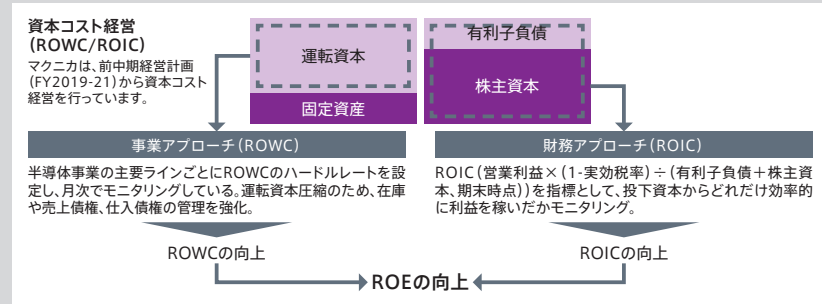 資本コスト経営
(ROWC/ROIC)
マクニカは、前中期経営計画
(FY2019-21)から資本コスト
経営を行っています。
運転資本
固定資産
有利子負債
株主資本
事業アプローチ(ROWC)
半導体事業の主要ラインごとにROWCのハードルレートを設
定し、月次でモニタリングしている。運転資本圧縮のため、在庫
や売上債権、仕入債権の管理を強化。
ROWCの向上
財務アプローチ(ROIC)
ROIC(営業利益×(1-実効税率)÷(有利子負債+株主資
本、期末時点))を指標として、投下資本からどれだけ効率的
に利益を稼いだかモニタリング。
ROICの向上
ROEの向上